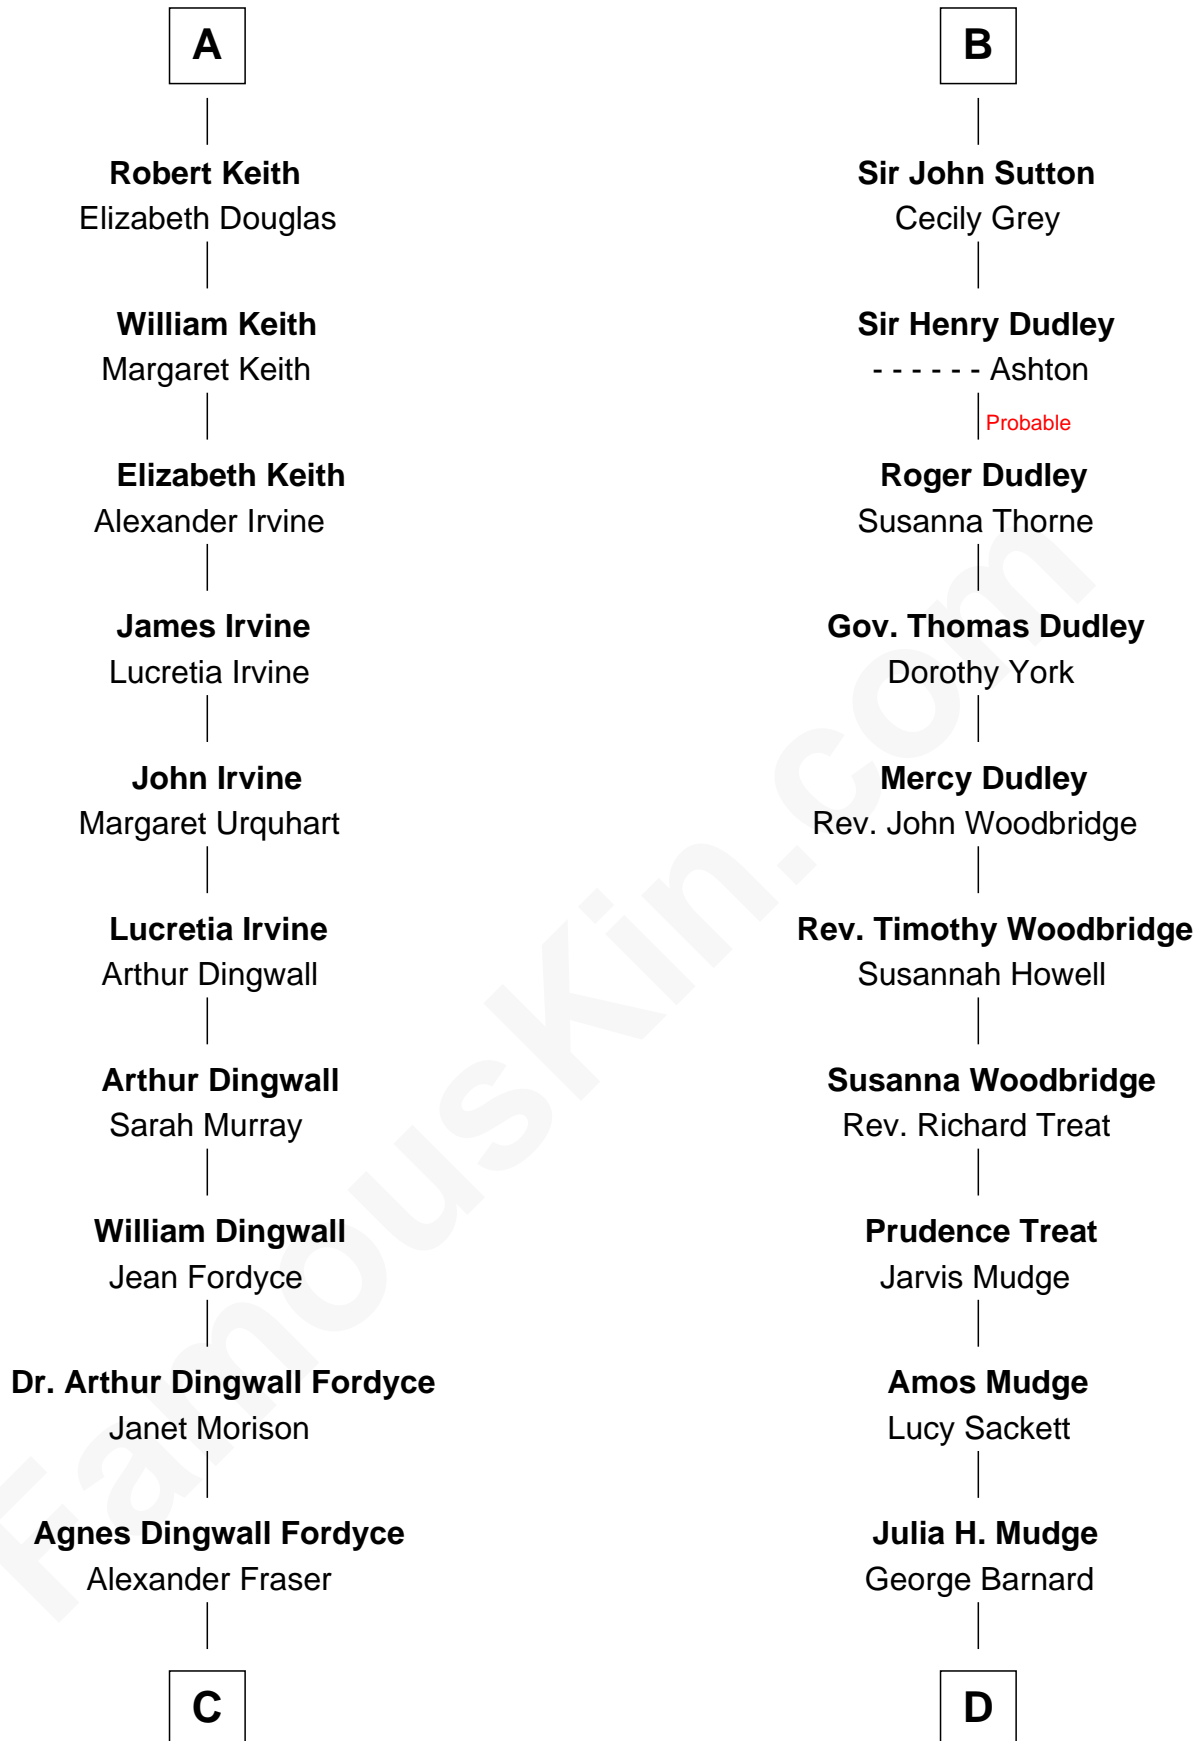 A
Robert Keith
Elizabeth Douglas
William Keith
Margaret Keith
Elizabeth Keith
Alexander Irvine
James Irvine
Lucretia Irvine
John Irvine
Margaret Urquhart
Lucretia Irvine
Arthur Dingwall
Arthur Dingwall
Sarah Murray
William Dingwall
Jean Fordyce
Dr. Arthur Dingwall Fordyce
Janet Morison
Agnes Dingwall Fordyce
Alexander Fraser
C
B
Sir John Sutton
Cecily Grey
Sir Henry Dudley
- - - - - - Ashton
Probable
Roger Dudley
Susanna Thorne
Gov. Thomas Dudley
Dorothy York
Mercy Dudley
Rev. John Woodbridge
Rev. Timothy Woodbridge
Susannah Howell
Susanna Woodbridge
Rev. Richard Treat
Prudence Treat
Jarvis Mudge
Amos Mudge
Lucy Sackett
Julia H. Mudge
George Barnard
D
FamousKin.com